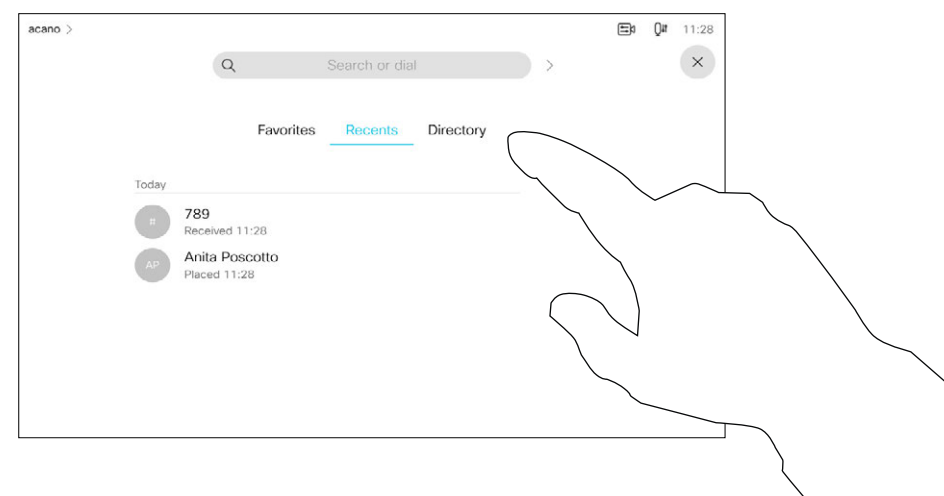 acano >
11:28
Search or dial
Favorites Recents Directory
Today
#
789
Received 11:28
AP
Anita Poscotto
Placed 11:28